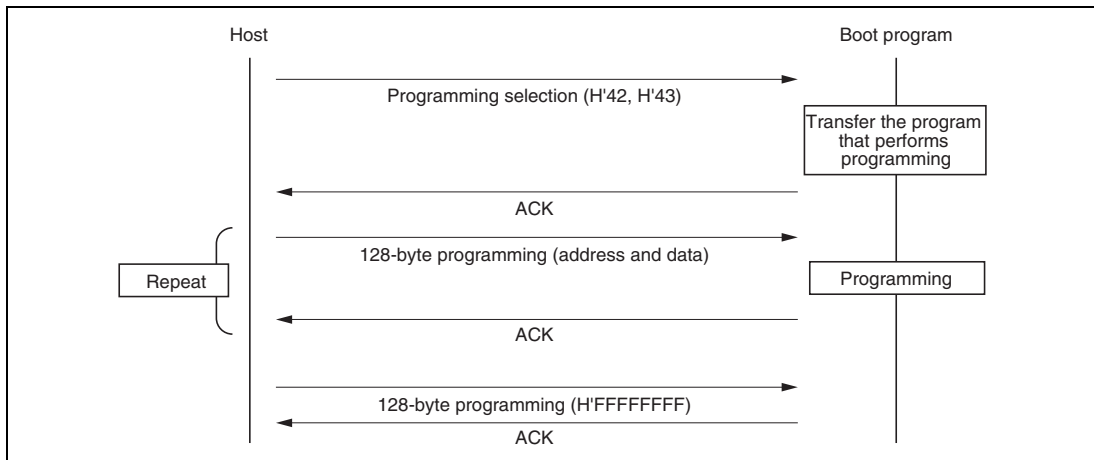 Host
Boot program
Programming selection (H'42, H'43)
Transfer the program
that performs
programming
ACK
128-byte programming (address and data)
Repeat
Programming
ACK
128-byte programming (H'FFFFFFFF)
ACK